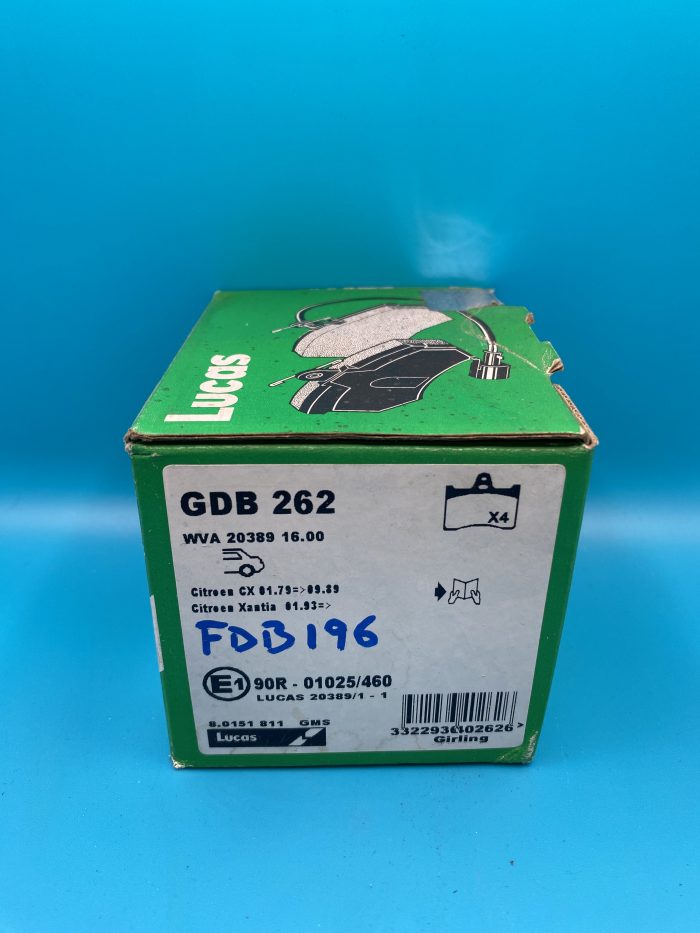 Lucas
GDB 262
X4
WVA 20389 16.00
Citroen CX 01.79=>09.89
Citroen Xantia 01.93=>
FDB196
E1 90R - 01025/460
LUCAS 20389/1 - 1
8.0151 811 GMS
Lucas
Girling